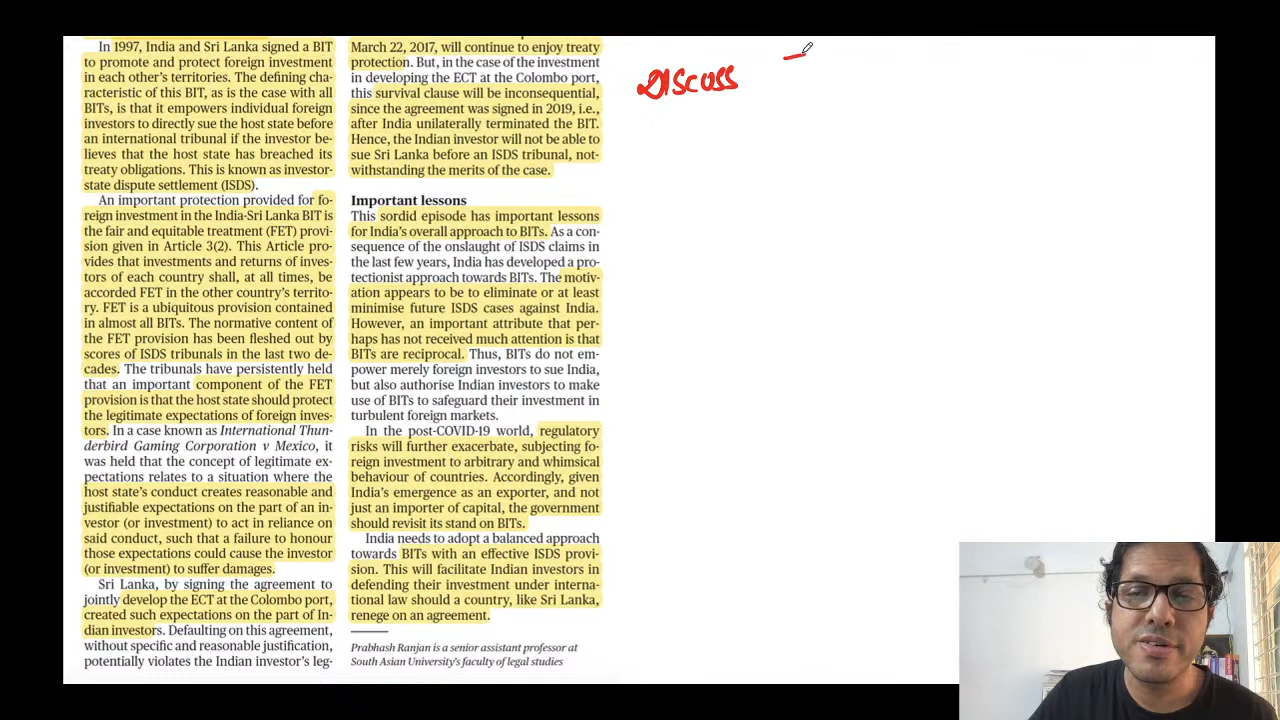 In 1997, India and Sri Lanka signed a BIT
to promote and protect foreign investment
in each other's territories. The defining cha-
racteristic of this BIT, as is the case with all
BITs, is that it empowers individual foreign
investors to directly sue the host state before
an international tribunal if the investor be-
lieves that the host state has breached its
treaty obligations. This is known as investor-
state dispute settlement (ISDS).
An important protection provided for fo-
reign investment in the India-Sri Lanka BIT is
the fair and equitable treatment (FET) provi-
sion given in Article 3(2). This Article pro-
vides that investments and returns of inves-
tors of each country shall, at all times, be
accorded FET in the other country's territo-
ry. FET is a ubiquitous provision contained
in almost all BITs. The normative content of
the FET provision has been fleshed out by
scores of ISDS tribunals in the last two de-
cades. The tribunals have persistently held
that an important component of the FET
provision is that the host state should protect
the legitimate expectations of foreign inves-
tors. In a case known as International Thun-
derbird Gaming Corporation v Mexico, it
was held that the concept of legitimate ex-
pectations relates to a situation where the
host state's conduct creates reasonable and
justifiable expectations on the part of an in-
vestor (or investment) to act in reliance on
said conduct, such that a failure to honour
those expectations could cause the investor
(or investment) to suffer damages.
Sri Lanka, by signing the agreement to
jointly develop the ECT at the Colombo port,
created such expectations on the part of In-
dian investors. Defaulting on this agreement,
without specific and reasonable justification,
potentially violates the Indian investor's leg-
March 22, 2017, will continue to enjoy treaty
protection. But, in the case of the investment
in developing the ECT at the Colombo port,
this survival clause will be inconsequential,
since the agreement was signed in 2019, i.e.,
after India unilaterally terminated the BIT.
Hence, the Indian investor will not be able to
sue Sri Lanka before an ISDS tribunal, not-
withstanding the merits of the case.
Important lessons
This sordid episode has important lessons
for India's overall approach to BITs. As a con-
sequence of the onslaught of ISDS claims in
the last few years, India has developed a pro-
tectionist approach towards BITs. The motiv-
ation appears to be to eliminate or at least
minimise future ISDS cases against India.
However, an important attribute that per-
haps has not received much attention is that
BITs are reciprocal. Thus, BITs do not em-
power merely foreign investors to sue India,
but also authorise Indian investors to make
use of BITs to safeguard their investment in
turbulent foreign markets.
In the post-COVID-19 world, regulatory
risks will further exacerbate, subjecting fo-
reign investment to arbitrary and whimsical
behaviour of countries. Accordingly, given
India's emergence as an exporter, and not
just an importer of capital, the government
should revisit its stand on BITs.
India needs to adopt a balanced approach
towards BITs with an effective ISDS provi-
sion. This will facilitate Indian investors in
defending their investment under interna-
tional law should a country, like Sri Lanka,
renege on an agreement.
Prabhash Ranjan is a senior assistant professor at
South Asian University's faculty of legal studies
DISCUSS